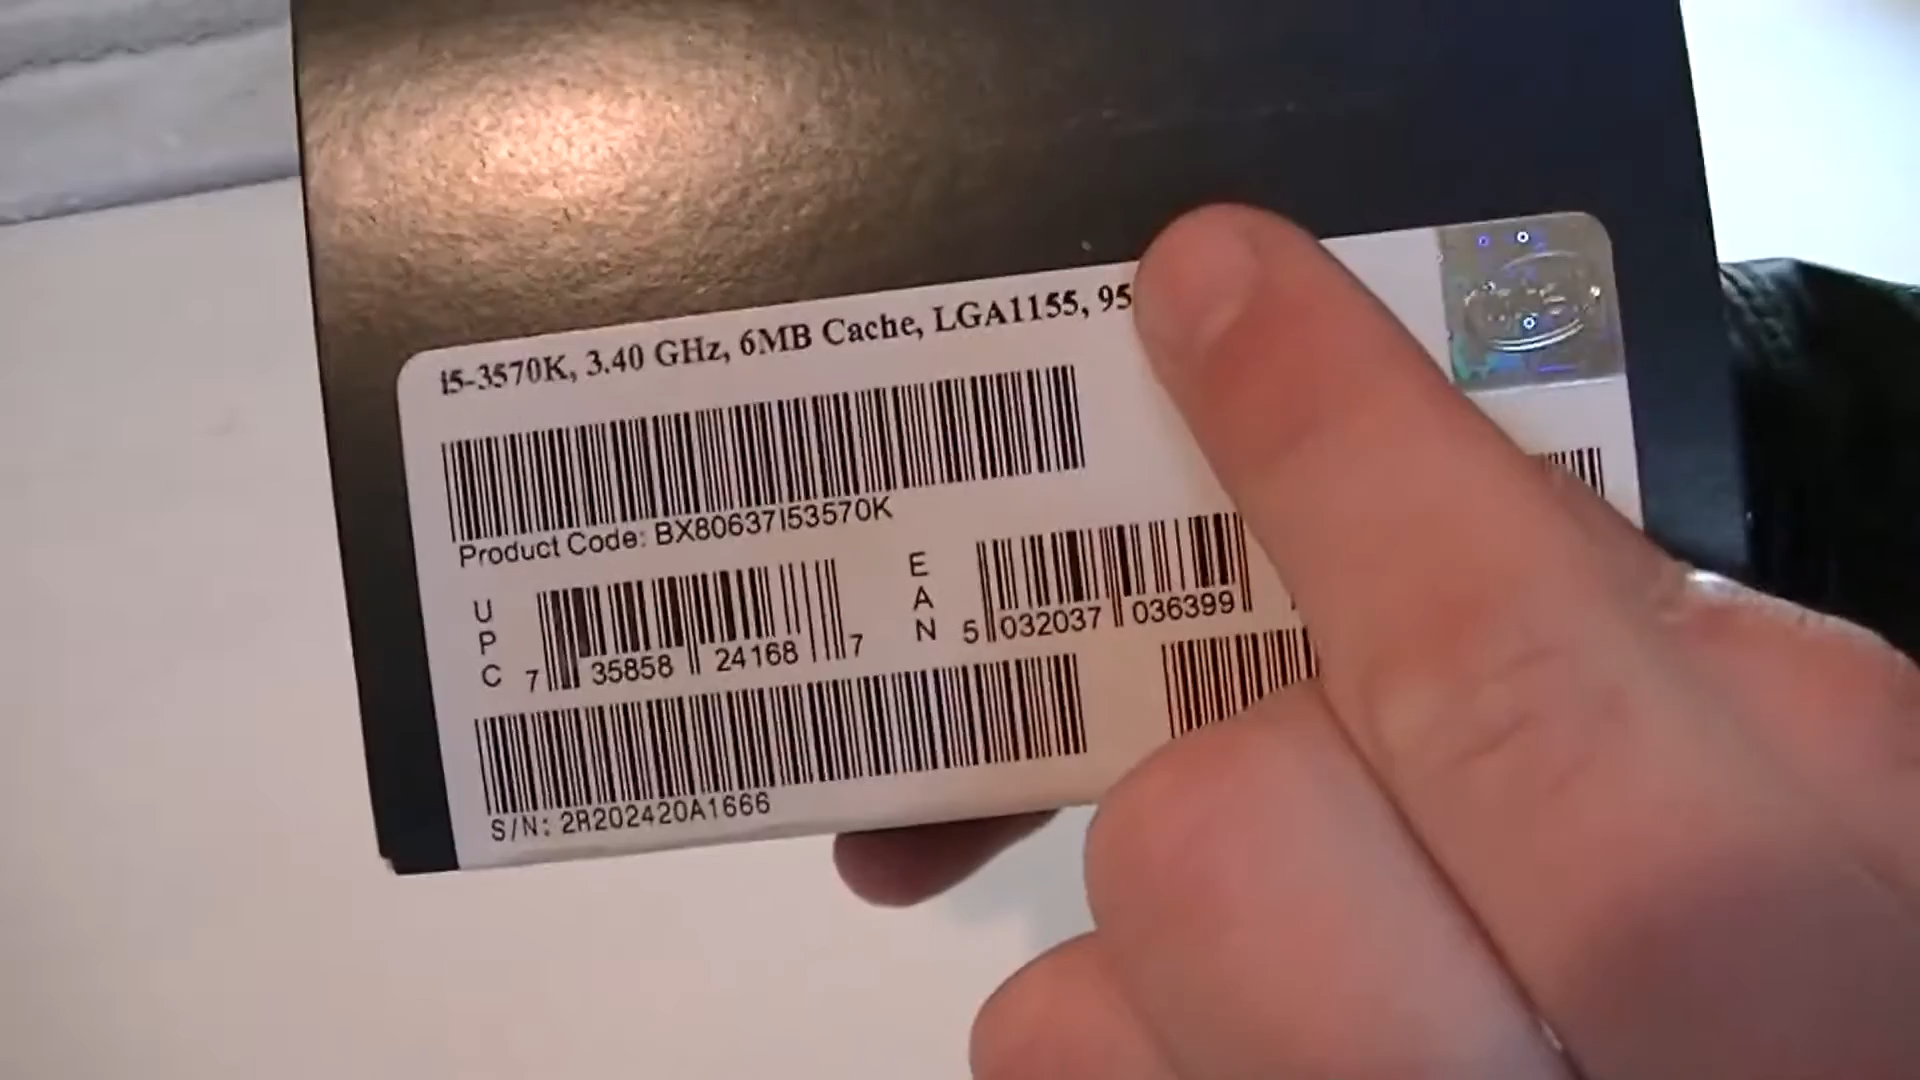 i5-3570K, 3.40 GHz, 6MB Cache, LGA1155, 95
Product Code: BX80637I53570K
UPC 7 35858 24168 7
EAN 5 032037 036399
S/N: 2R202420A1666